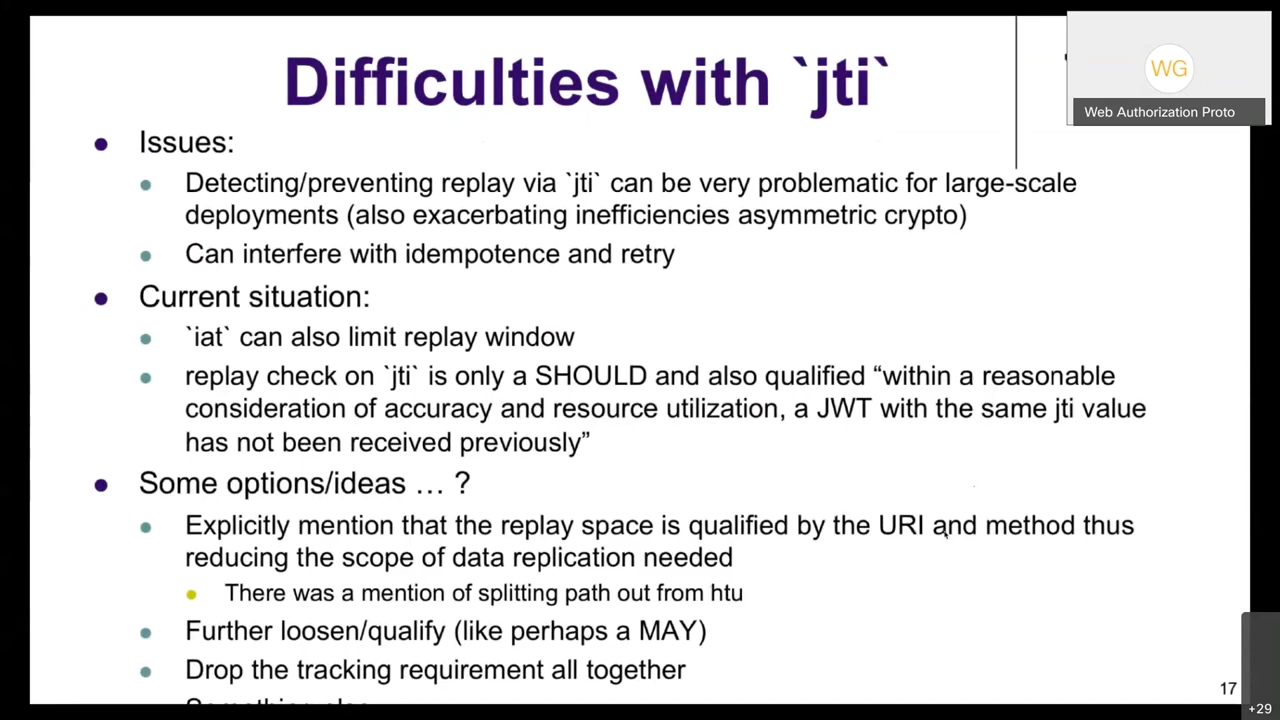 Difficulties with `jti`
WG
Web Authorization Proto
Issues:
Detecting/preventing replay via `jti` can be very problematic for large-scale
deployments (also exacerbating inefficiencies asymmetric crypto)
Can interfere with idempotence and retry
Current situation:
`iat` can also limit replay window
replay check on `jti` is only a SHOULD and also qualified “within a reasonable
consideration of accuracy and resource utilization, a JWT with the same jti value
has not been received previously”
Some options/ideas … ?
Explicitly mention that the replay space is qualified by the URI and method thus
reducing the scope of data replication needed
There was a mention of splitting path out from htu
Further loosen/qualify (like perhaps a MAY)
Drop the tracking requirement all together
17
+29